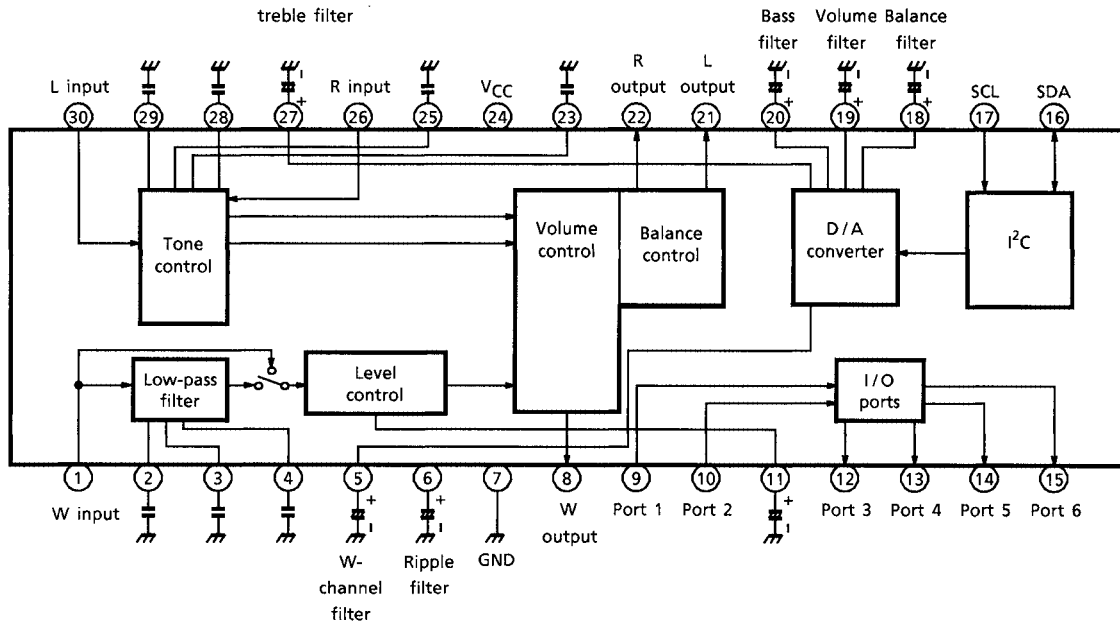 treble filter
Bass filter
Volume filter
Balance filter
L input
R input
VCC
R output
L output
SCL
SDA
30 29 28 27 26 25 24 23 22 21 20 19 18 17 16
+ + + +
Tone control
Volume control
Balance control
D/A converter
I²C
Low-pass filter
Level control
I/O ports
1 2 3 4 5 6 7 8 9 10 11 12 13 14 15
+ + +
W input
W-channel filter
Ripple filter
GND
W output
Port 1
Port 2
Port 3
Port 4
Port 5
Port 6